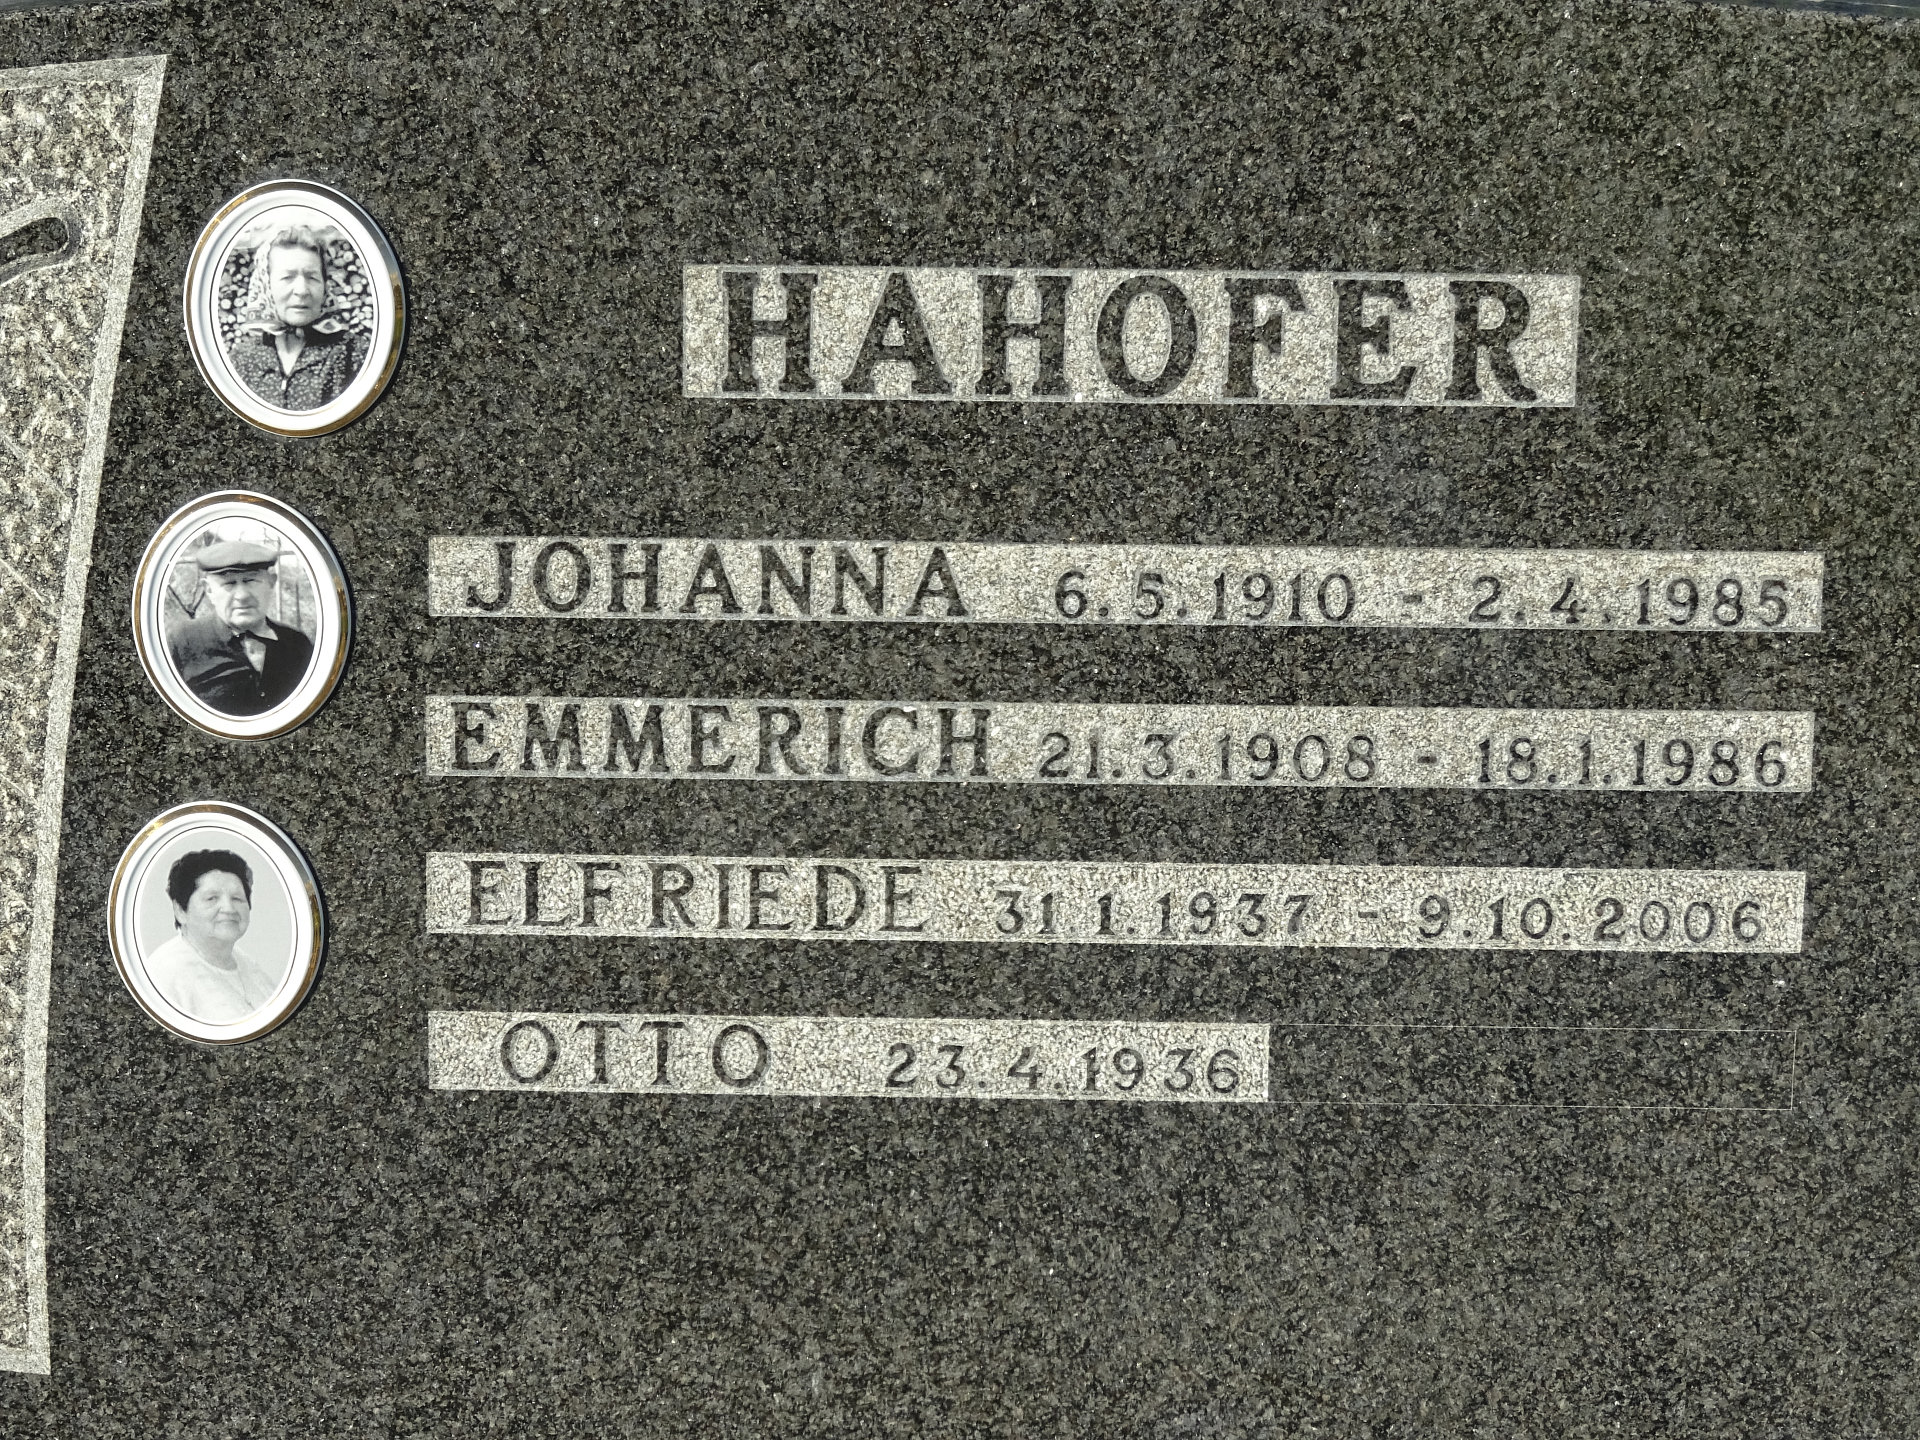 HAHOFER
JOHANNA 6.5.1910 - 2.4.1985
EMMERICH 21.3.1908 - 18.1.1986
ELFRIEDE 31.1.1937 - 9.10.2006
OTTO 23.4.1936